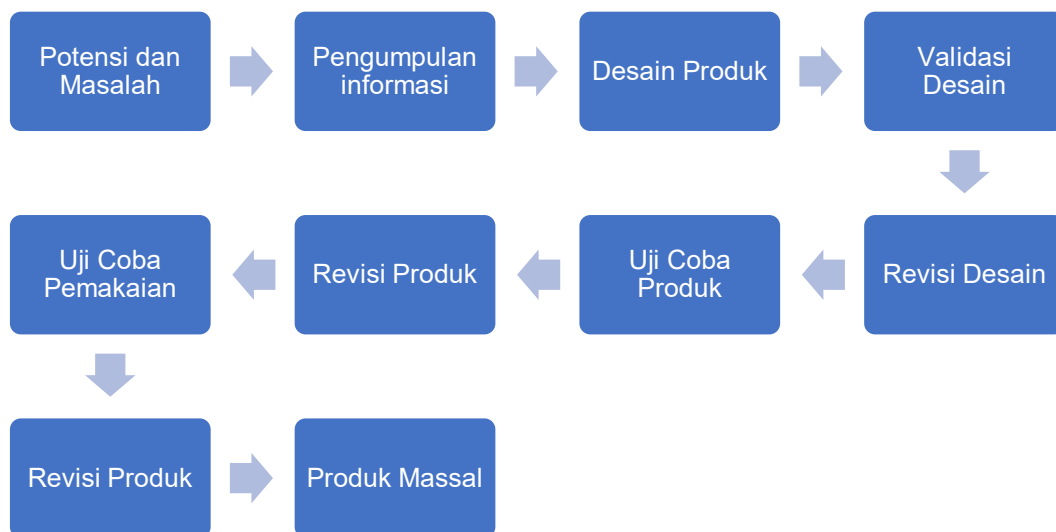 Potensi dan
Masalah
Pengumpulan
informasi
Desain Produk
Validasi
Desain
Revisi Desain
Uji Coba
Produk
Revisi Produk
Uji Coba
Pemakaian
Revisi Produk
Produk Massal